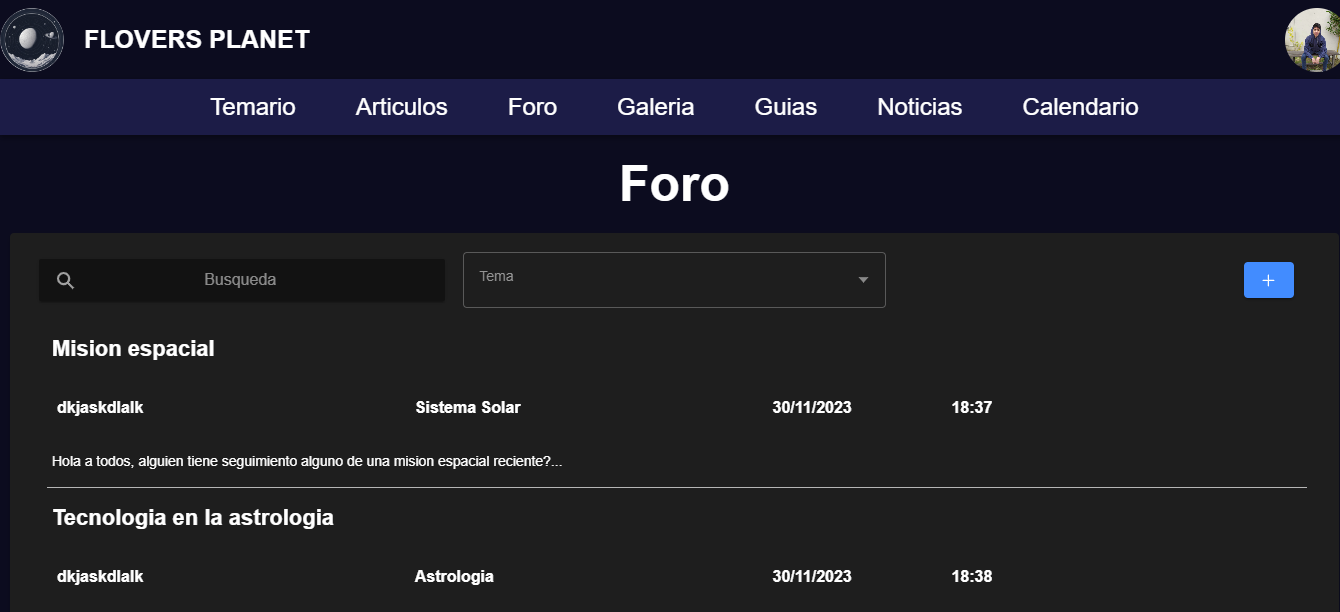 FLOVERS PLANET
Temario Articulos Foro Galeria Guias Noticias Calendario
Foro
Busqueda Tema +
Mision espacial
dkjaskdlalk Sistema Solar 30/11/2023 18:37
Hola a todos, alguien tiene seguimiento alguno de una mision espacial reciente?...
Tecnologia en la astrologia
dkjaskdlalk Astrologia 30/11/2023 18:38